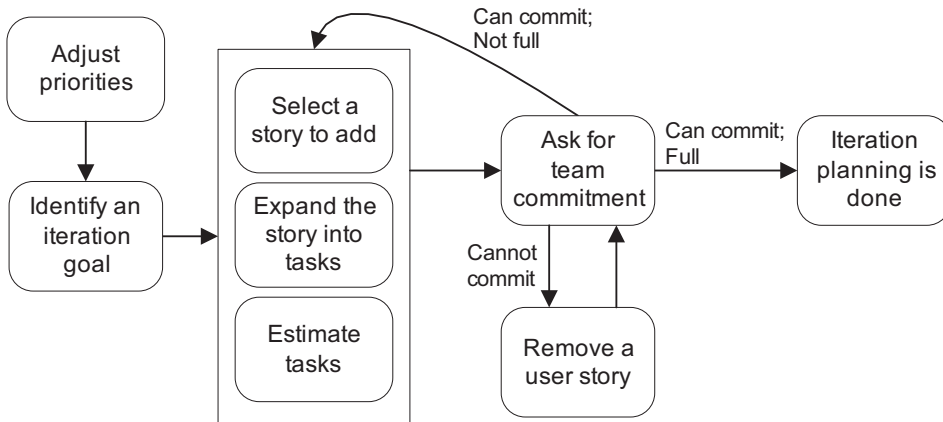 Adjust
priorities
Identify an
iteration
goal
Select a
story to add
Expand the
story into
tasks
Estimate
tasks
Can commit;
Not full
Ask for
team
commitment
Can commit;
Full
Iteration
planning is
done
Cannot
commit
Remove a
user story